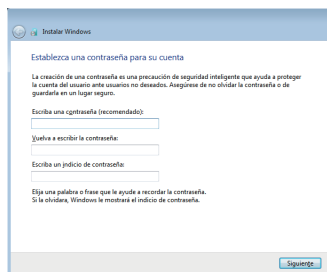 Instalar Windows
Establezca una contraseña para su cuenta
La creación de una contraseña es una precaución de seguridad inteligente que ayuda a proteger
la cuenta del usuario ante usuarios no deseados. Asegúrese de no olvidar la contraseña o de
guardarla en un lugar seguro.
Escriba una contraseña (recomendado):
Vuelva a escribir la contraseña:
Escriba un indicio de contraseña:
Elija una palabra o frase que le ayude a recordar la contraseña.
Si la olvidara, Windows le mostrará el indicio de contraseña.
Siguiente